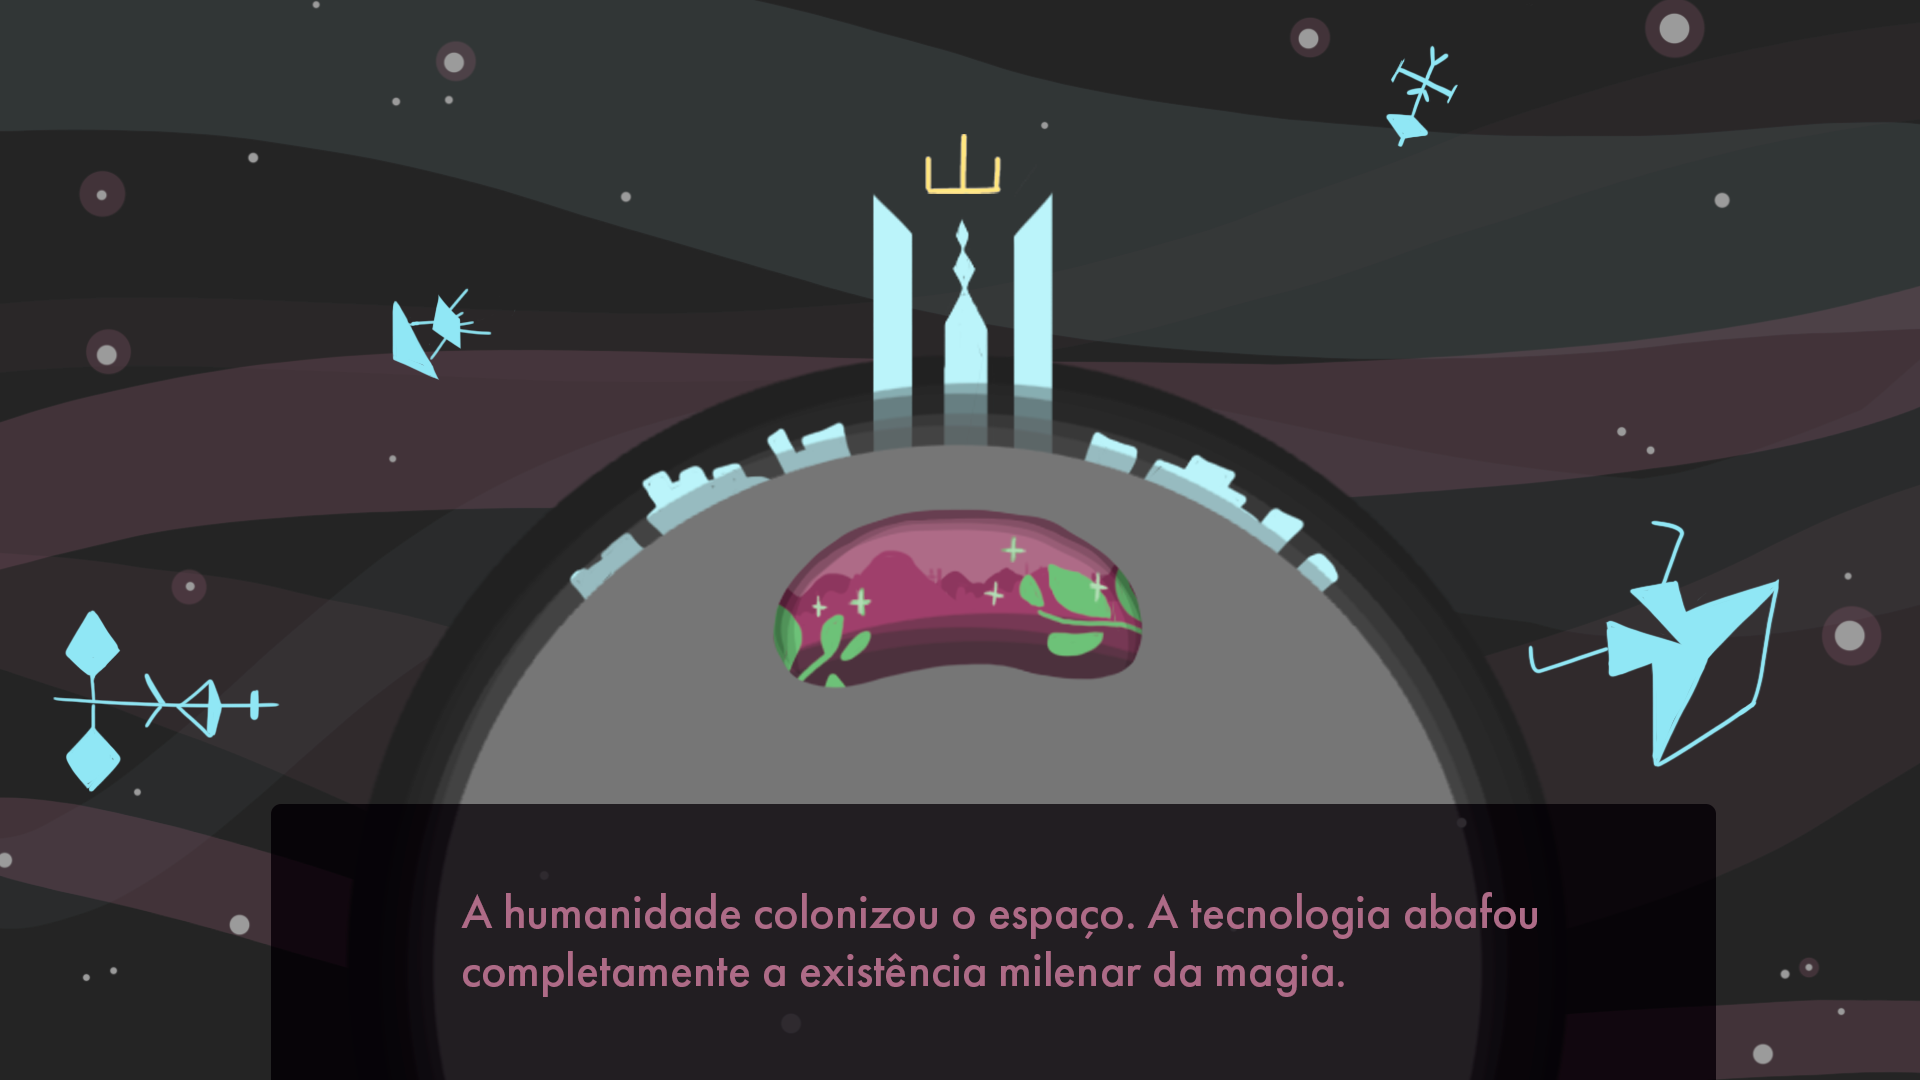 A humanidade colonizou o espaço. A tecnologia abafou
completamente a existência milenar da magia.